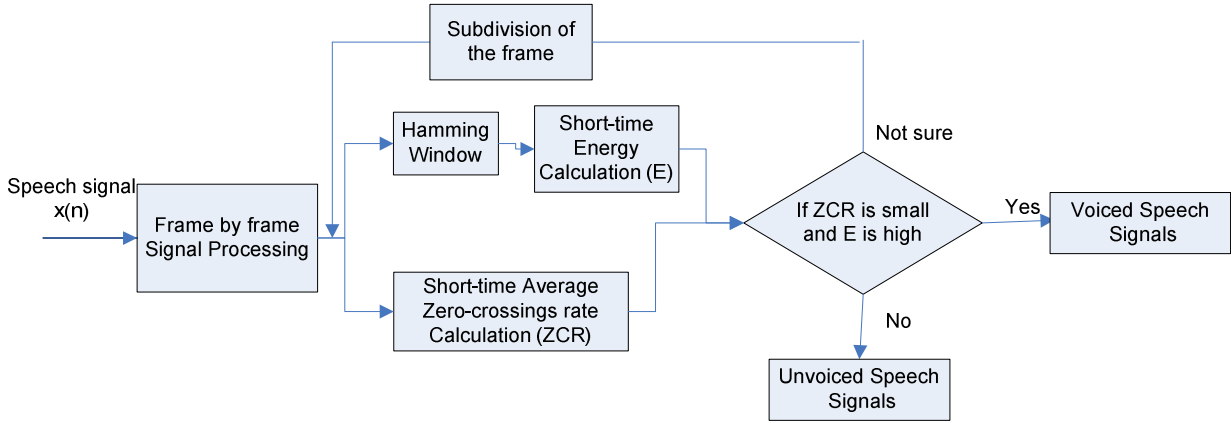 Subdivision of
the frame
Hamming
Window
Short-time
Energy
Calculation (E)
Not sure
Speech signal
x(n)
Frame by frame
Signal Processing
If ZCR is small
and E is high
Yes
Voiced Speech
Signals
Short-time Average
Zero-crossings rate
Calculation (ZCR)
No
Unvoiced Speech
Signals